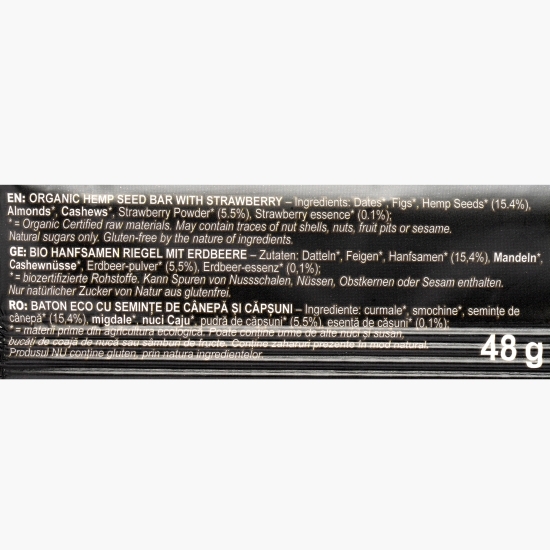 EN: ORGANIC HEMP SEED BAR WITH STRAWBERRY – Ingredients: Dates*, Figs*, Hemp Seeds* (15,4%),
Almonds*, Cashews*, Strawberry Powder* (5,5%), Strawberry essence* (0,1%);
* = Organic Certified raw materials. May contain traces of nut shells, nuts, fruit pits or sesame.
Natural sugars only. Gluten-free by the nature of ingredients.
GE: BIO HANFSAMEN RIEGEL MIT ERDBEERE – Zutaten: Datteln*, Feigen*, Hanfsamen* (15,4%), Mandeln*,
Cashewnüsse*, Erdbeer-pulver* (5,5%), Erdbeer-essenz* (0,1%);
* = biozertifizierte Rohstoffe. Kann Spuren von Nussschalen, Nüssen, Obstkernen oder Sesam enthalten.
Nur natürlicher Zucker von Natur aus glutenfrei.
RO: BATON ECO CU SEMINȚE DE CÂNEPĂ ȘI CĂPȘUNI – Ingrediente: curmale*, smochine*, semințe de
cânepă* (15,4%), migdale*, nuci Caju*, pudră de căpșuni* (5,5%), esență de căsuni* (0,1%);
* = materii prime din agricultura ecologică. Poate conține urme de alte nuci și susan,
bucăți de coajă de nucă sau sâmburi de fructe. Conține zaharuri prezente în mod natural.
Produsul NU conține gluten, prin natura ingredientelor.
48 g